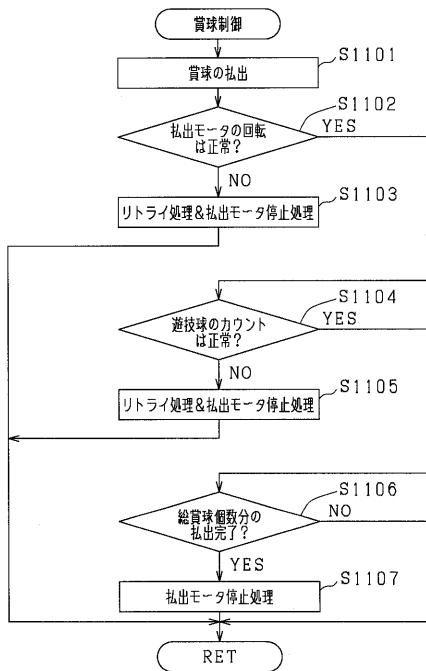 賞球制御
S1101
賞球の払出
S1102
払出モータの回転
は正常?
YES
NO
S1103
リトライ処理&払出モータ停止処理
S1104
遊技球のカウント
は正常?
YES
NO
S1105
リトライ処理&払出モータ停止処理
S1106
総賞球個数分の
払出完了?
NO
YES
S1107
払出モータ停止処理
RET